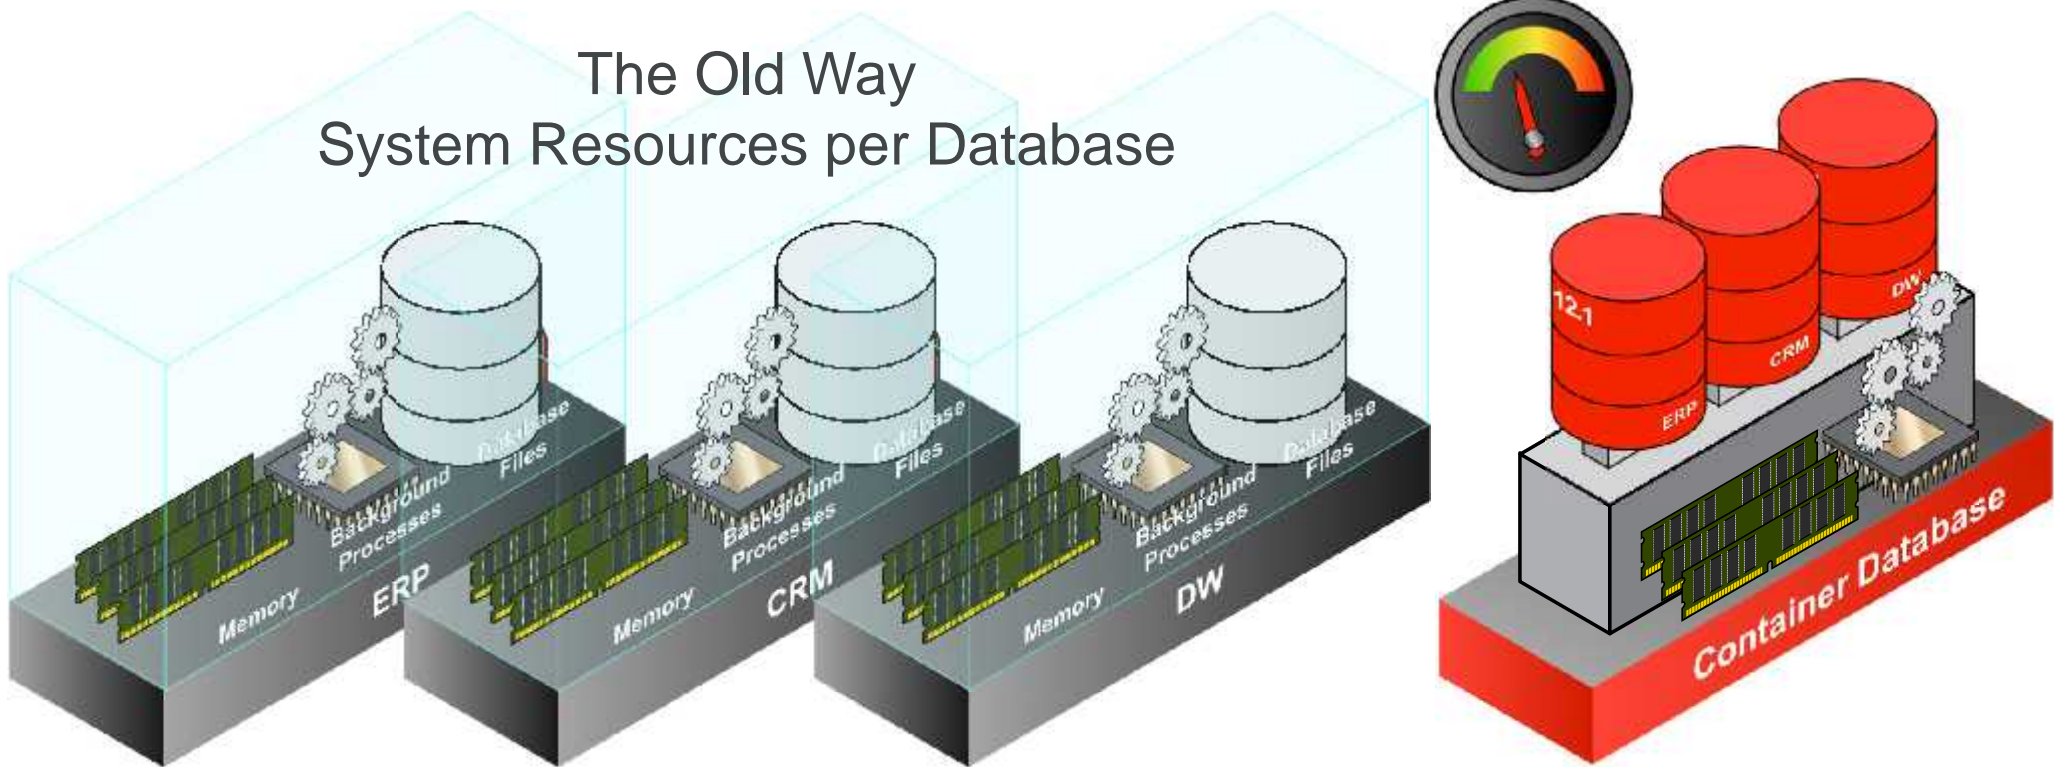 The Old Way
System Resources per Database
Database
Files
Background
Processes
Memory
ERP
Database
Files
Background
Processes
Memory
CRM
Database
Files
Background
Processes
Memory
DW
12.1
ERP
CRM
DW
Container Database